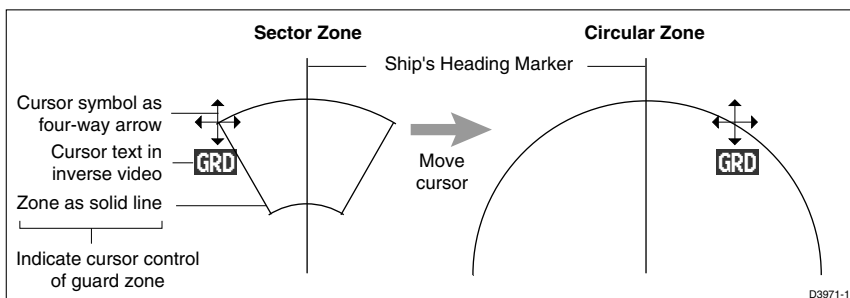 Sector Zone
Circular Zone
Ship's Heading Marker
Cursor symbol as
four-way arrow
Cursor text in
inverse video
GRD
Zone as solid line
Indicate cursor control
of guard zone
Move
cursor
GRD
D3971-1